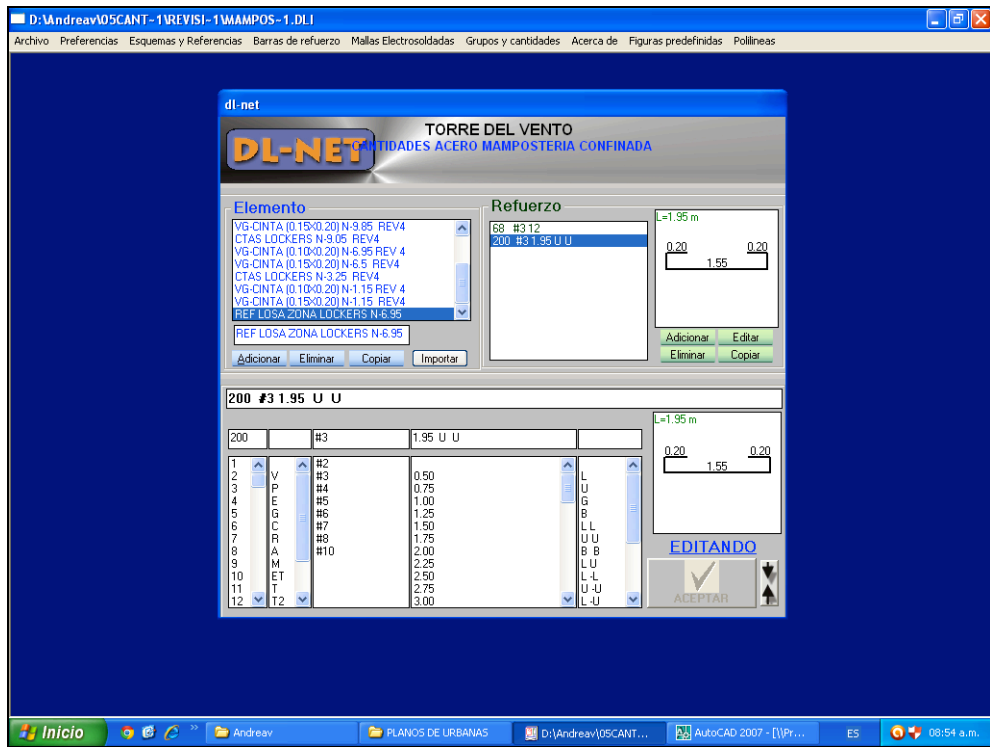 D:\Andreav\05CANT~1\REVISI~1\MAMPOS~1.DLI
Archivo Preferencias Esquemas y Referencias Barras de refuerzo Mallas Electrosoldadas Grupos y cantidades Acerca de Figuras predefinidas Polilineas
dl-net
DL-NET
TORRE DEL VENTO
CANTIDADES ACERO MAMPOSTERIA CONFINADA
Elemento
VG-CINTA (0.15X0.20) N-9.85 REV4
CTAS LOCKERS N-9.05 REV4
VG-CINTA (0.10X0.20) N-6.95 REV 4
VG-CINTA (0.15X0.20) N-6.5 REV4
CTAS LOCKERS N-3.25 REV4
VG-CINTA (0.10X0.20) N-1.15 REV 4
VG-CINTA (0.15X0.20) N-1.15 REV4
REF LOSA ZONA LOCKERS N-6.95
REF LOSA ZONA LOCKERS N-6.95
Adicionar Eliminar Copiar Importar
Refuerzo
68 #3 12
200 #3 1.95 U U
L=1.95 m
0.20 0.20
1.55
Adicionar Editar
Eliminar Copiar
200 #3 1.95 U U
200 #3 1.95 U U
1 #2
2 V #3 0.50 L
3 P #4 0.75 U
4 E #5 1.00 G
5 G #6 1.25 B
6 C #7 1.50 L L
7 R #8 1.75 U U
8 A #10 2.00 B B
9 M 2.25 L U
10 ET 2.50 L -L
11 T 2.75 U -U
12 T2 3.00 L -U
L=1.95 m
0.20 0.20
1.55
EDITANDO
ACEPTAR
Inicio » Andreav PLANOS DE URBANAS D:\Andreav\05CANT... AutoCAD 2007 - [\\Pr... ES 08:54 a.m.